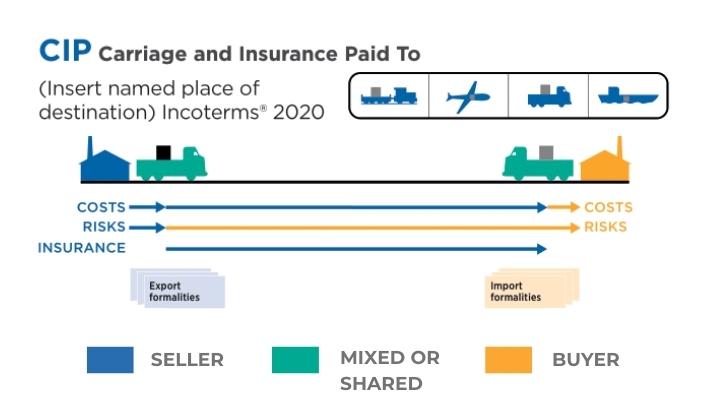 CIP Carriage and Insurance Paid To
(Insert named place of
destination) Incoterms® 2020
COSTS
COSTS
RISKS
RISKS
INSURANCE
Export
formalities
Import
formalities
SELLER
MIXED OR
SHARED
BUYER